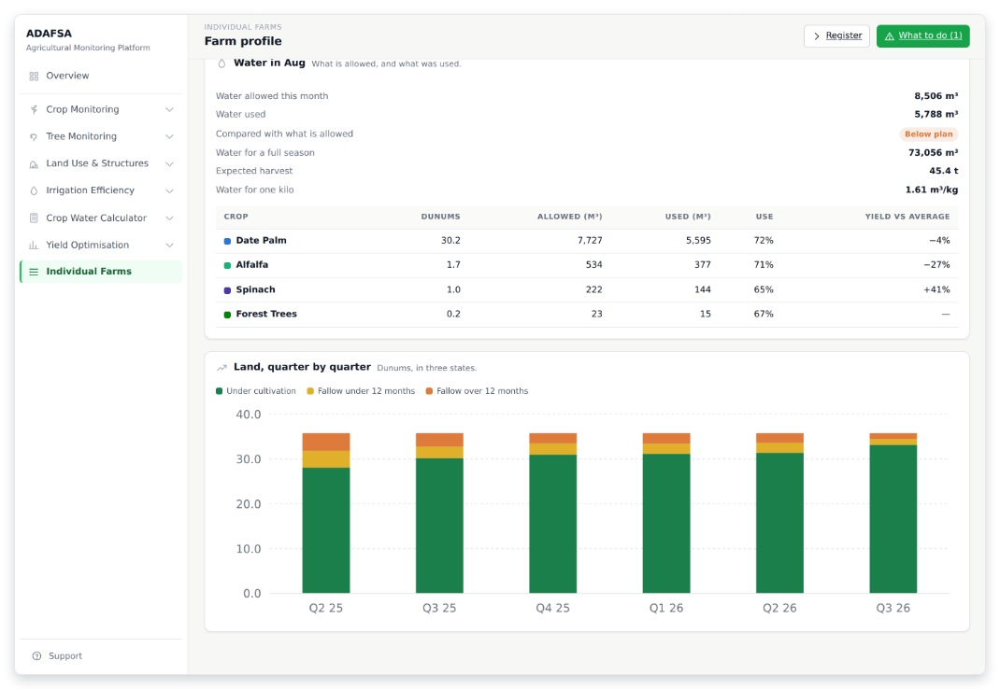 ADAFSA
Agricultural Monitoring Platform
Overview
Crop Monitoring
Tree Monitoring
Land Use & Structures
Irrigation Efficiency
Crop Water Calculator
Yield Optimisation
Individual Farms
Support
INDIVIDUAL FARMS
Farm profile
Register
What to do (1)
Water in Aug What is allowed, and what was used.
Water allowed this month 8,506 m³
Water used 5,788 m³
Compared with what is allowed Below plan
Water for a full season 73,056 m³
Expected harvest 45.4 t
Water for one kilo 1.61 m³/kg
CROP DUNUMS ALLOWED (M³) USED (M³) USE YIELD VS AVERAGE
Date Palm 30.2 7,727 5,595 72% −4%
Alfalfa 1.7 534 377 71% −27%
Spinach 1.0 222 144 65% +41%
Forest Trees 0.2 23 15 67% —
Land, quarter by quarter Dunums, in three states.
Under cultivation Fallow under 12 months Fallow over 12 months
40.0
30.0
20.0
10.0
0.0
Q2 25 Q3 25 Q4 25 Q1 26 Q2 26 Q3 26